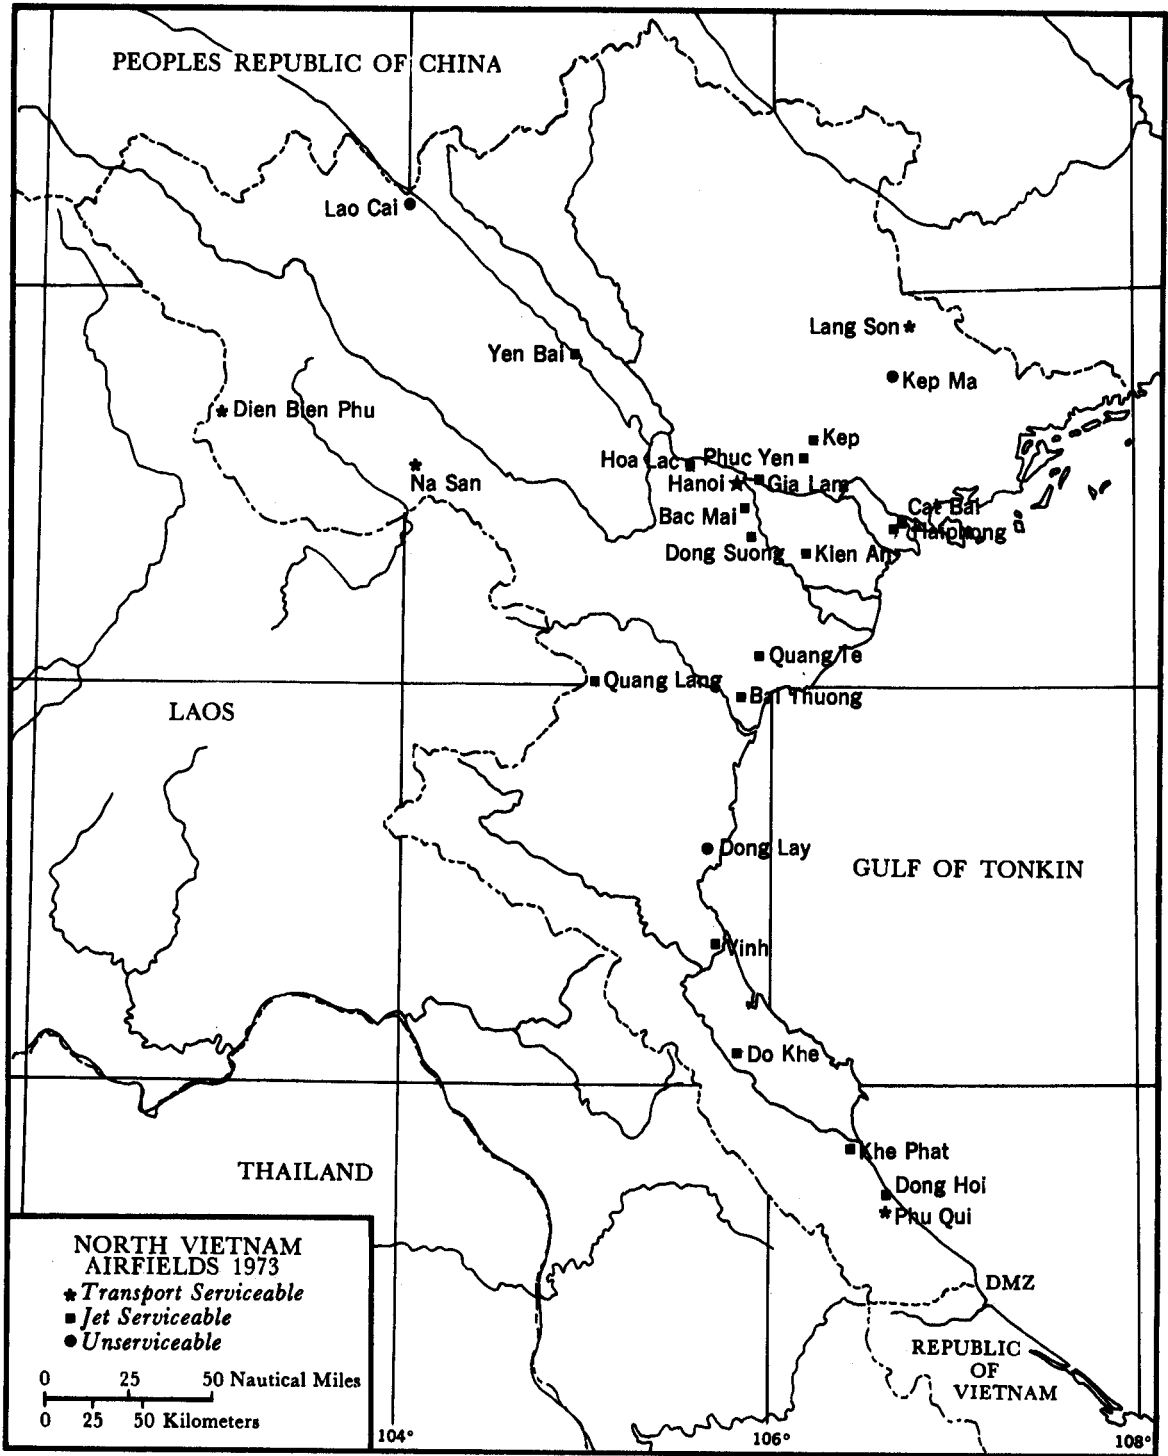 PEOPLES REPUBLIC OF CHINA
Lao Cai
Lang Son
Yen Bai
Kep Ma
Dien Bien Phu
Kep
Hoa Lac
Phuc Yen
Na San
Hanoi
Gia Lam
Cat Bai
Bac Mai
Haiphong
Dong Suong
Kien An
Quang Te
Quang Lang
Bai Thuong
LAOS
Dong Lay
GULF OF TONKIN
Vinh
Do Khe
Khe Phat
THAILAND
Dong Hoi
Phu Qui
NORTH VIETNAM
AIRFIELDS 1973
Transport Serviceable
Jet Serviceable
Unserviceable
0 25 50 Nautical Miles
0 25 50 Kilometers
DMZ
REPUBLIC
OF
VIETNAM
104° 106° 108°